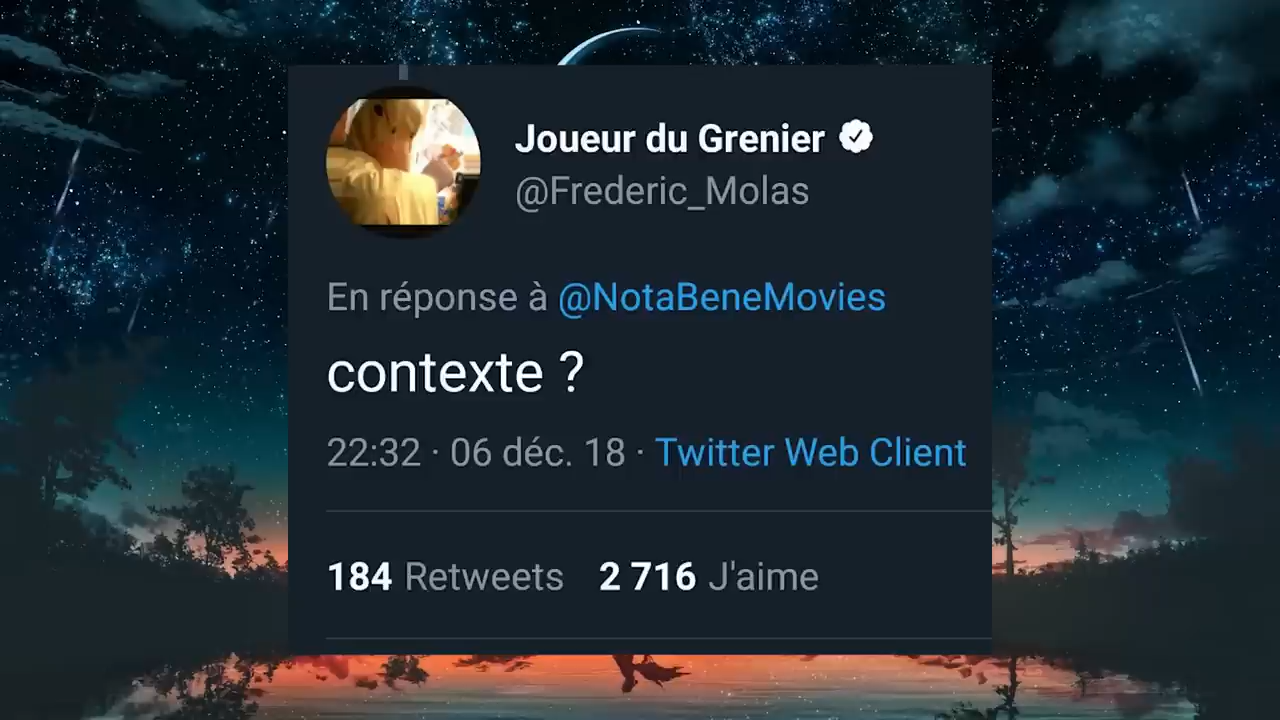 Joueur du Grenier
@Frederic_Molas
En réponse à @NotaBeneMovies
contexte ?
22:32 · 06 déc. 18 · Twitter Web Client
184 Retweets 2 716 J'aime